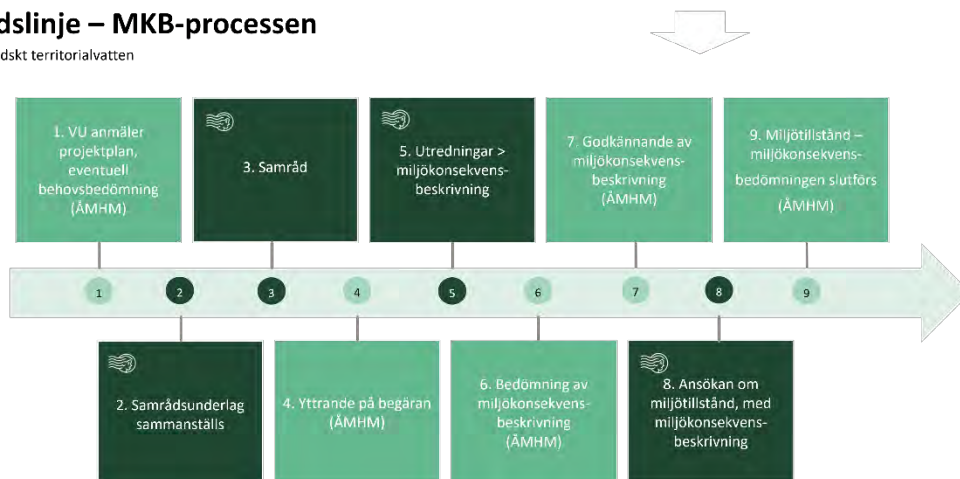 dslinje – MKB-processen
dskt territorialvatten
1. VU anmäler
projektplan,
eventuell
behovsbedömning
(ÅMHM)
3. Samråd
5. Utredningar >
miljökonsekvens-
beskrivning
7. Godkännande av
miljökonsekvens-
beskrivning
(ÅMHM)
9. Miljötillstånd –
miljökonsekvens-
bedömningen slutförs
(ÅMHM)
1
2
3
4
5
6
7
8
9
2. Samrådsunderlag
sammanställs
4. Yttrande på begäran
(ÅMHM)
6. Bedömning av
miljökonsekvens-
beskrivning
(ÅMHM)
8. Ansökan om
miljötillstånd, med
miljökonsekvens-
beskrivning